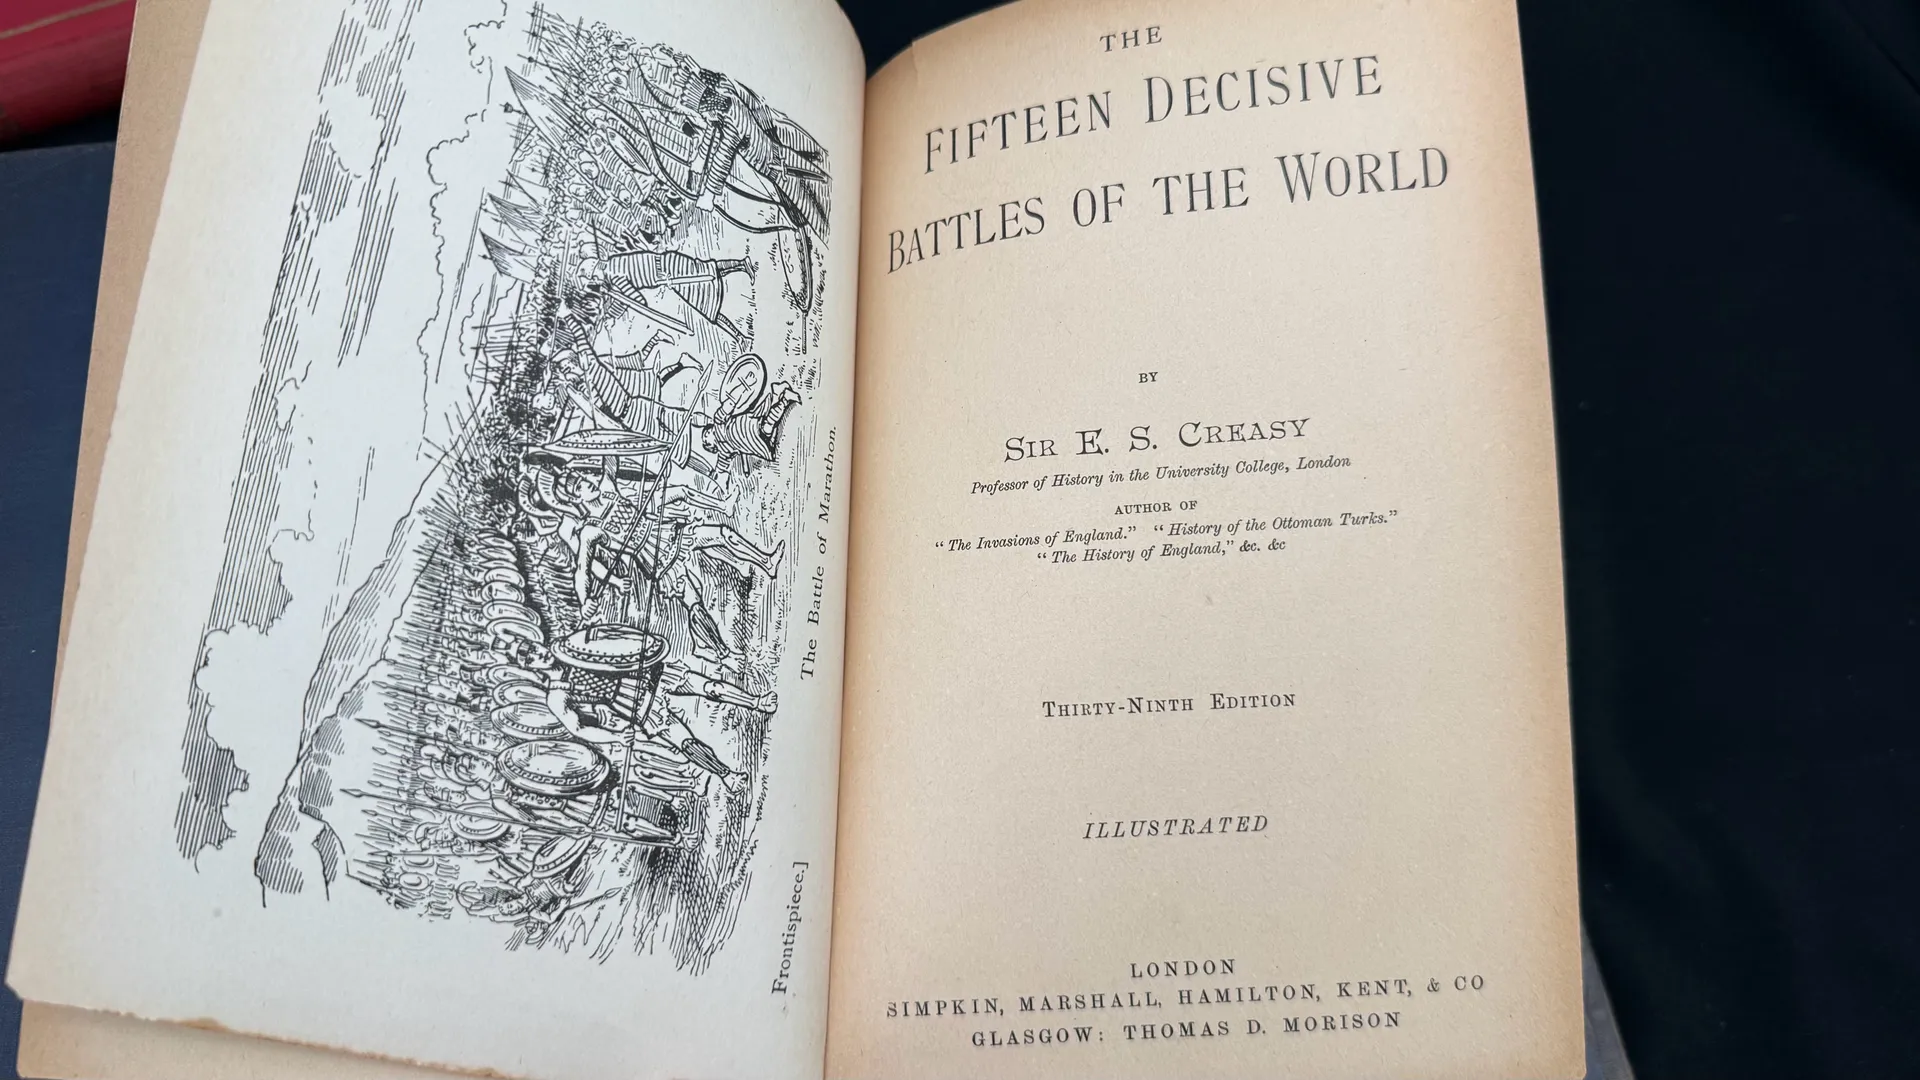 The Battle of Marathon.
Frontispiece.]
THE
FIFTEEN DECISIVE
BATTLES OF THE WORLD
BY
SIR E. S. CREASY
Professor of History in the University College, London
AUTHOR OF
“The Invasions of England.” “History of the Ottoman Turks.”
“The History of England,” &c. &c
THIRTY-NINTH EDITION
ILLUSTRATED
LONDON
SIMPKIN, MARSHALL, HAMILTON, KENT, & CO
GLASGOW: THOMAS D. MORISON